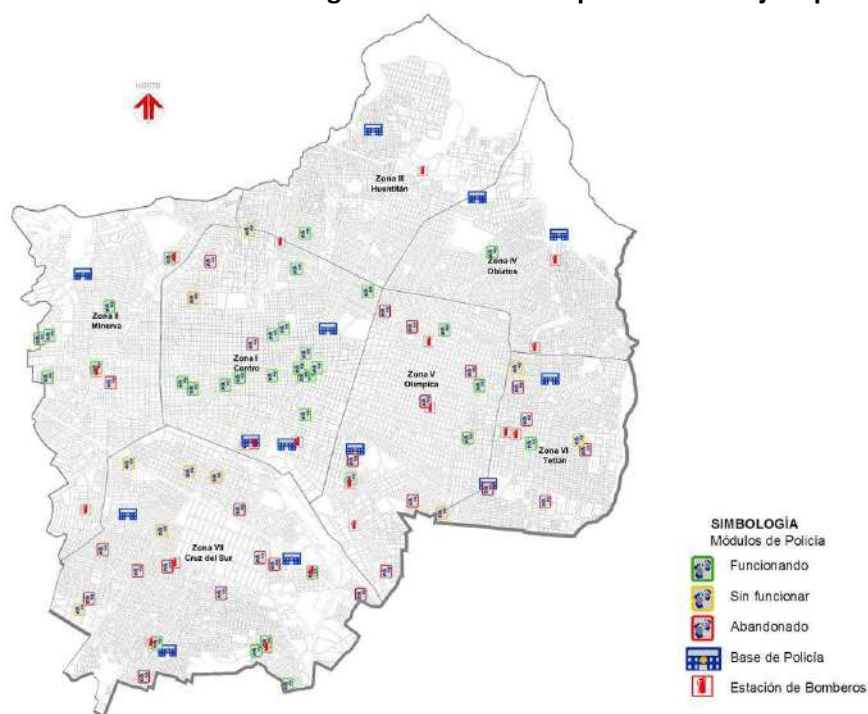 NORTE
Zona III
Huentitán
Zona IV
Oblatos
Zona II
Minerva
Zona I
Centro
Zona V
Olímpica
Zona VI
Tetlán
Zona VII
Cruz del Sur
SIMBOLOGÍA
Módulos de Policia
Funcionando
Sin funcionar
Abandonado
Base de Policía
Estación de Bomberos